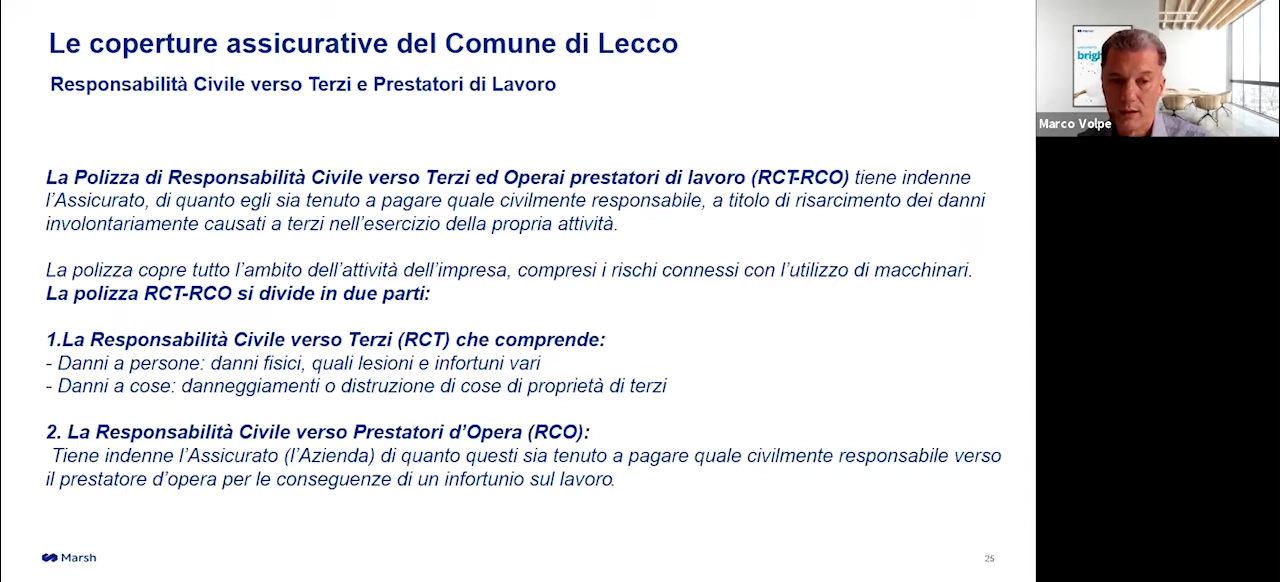 Le coperture assicurative del Comune di Lecco
Responsabilità Civile verso Terzi e Prestatori di Lavoro
La Polizza di Responsabilità Civile verso Terzi ed Operai prestatori di lavoro (RCT-RCO) tiene indenne
l'Assicurato, di quanto egli sia tenuto a pagare quale civilmente responsabile, a titolo di risarcimento dei danni
involontariamente causati a terzi nell'esercizio della propria attività.
La polizza copre tutto l'ambito dell'attività dell'impresa, compresi i rischi connessi con l'utilizzo di macchinari.
La polizza RCT-RCO si divide in due parti:
1.La Responsabilità Civile verso Terzi (RCT) che comprende:
- Danni a persone: danni fisici, quali lesioni e infortuni vari
- Danni a cose: danneggiamenti o distruzione di cose di proprietà di terzi
2. La Responsabilità Civile verso Prestatori d'Opera (RCO):
Tiene indenne l'Assicurato (l'Azienda) di quanto questi sia tenuto a pagare quale civilmente responsabile verso
il prestatore d'opera per le conseguenze di un infortunio sul lavoro.
Marsh
25
Marco Volpe